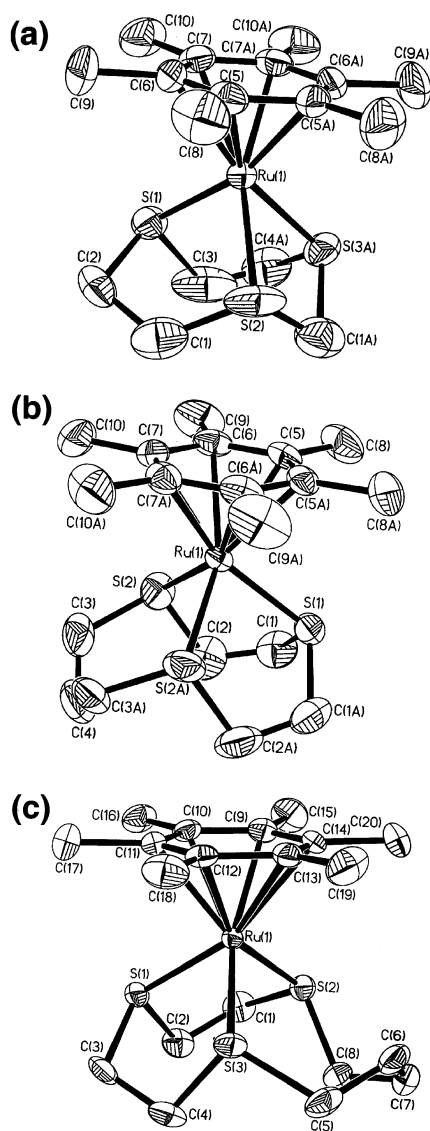 (a)
C(10)
C(7)
C(10A)
C(7A)
C(6A)
C(9A)
C(9)
C(6)
C(5)
C(5A)
C(8)
C(8A)
Ru(1)
S(1)
C(4A)
S(3A)
C(2)
C(3)
S(2)
C(1)
C(1A)
(b)
C(9)
C(10)
C(7)
C(6)
C(5)
C(8)
C(6A)
C(7A)
C(5A)
C(10A)
C(8A)
Ru(1)
C(9A)
S(2)
S(1)
C(3)
C(2)
C(1)
S(2A)
C(3A)
C(1A)
C(4)
C(2A)
(c)
C(16)
C(10)
C(9)
C(15)
C(14)
C(20)
C(11)
C(17)
C(12)
C(13)
C(18)
C(19)
Ru(1)
S(1)
S(2)
C(2)
C(1)
C(3)
S(3)
C(6)
C(8)
C(4)
C(7)
C(5)